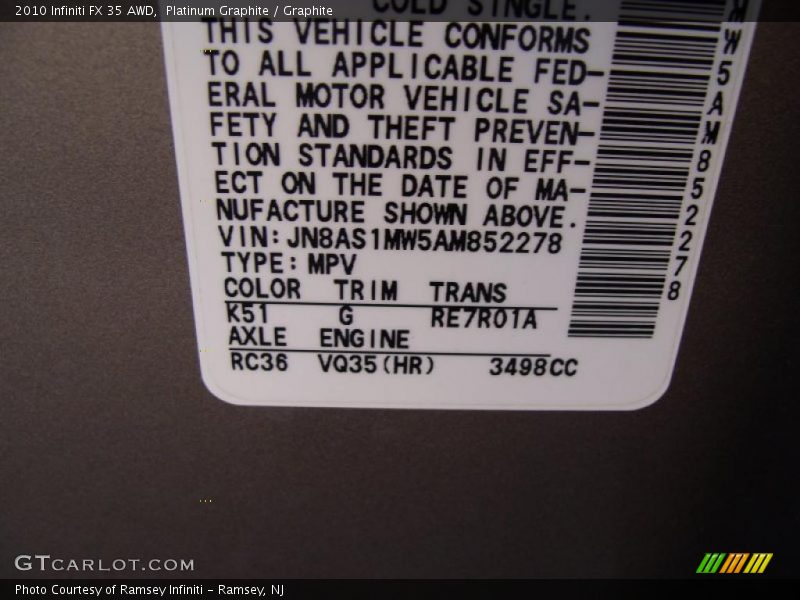 2010 Infiniti FX 35 AWD, Platinum Graphite / Graphite
COLD SINGLE.
THIS VEHICLE CONFORMS
TO ALL APPLICABLE FED-
ERAL MOTOR VEHICLE SA-
FETY AND THEFT PREVEN-
TION STANDARDS IN EFF-
ECT ON THE DATE OF MA-
NUFACTURE SHOWN ABOVE.
VIN:JN8AS1MW5AM852278
TYPE: MPV
COLOR TRIM TRANS
K51 G RE7R01A
AXLE ENGINE
RC36 VQ35(HR) 3498CC
MW5AM852278
GTCARLOT.COM
Photo Courtesy of Ramsey Infiniti - Ramsey, NJ